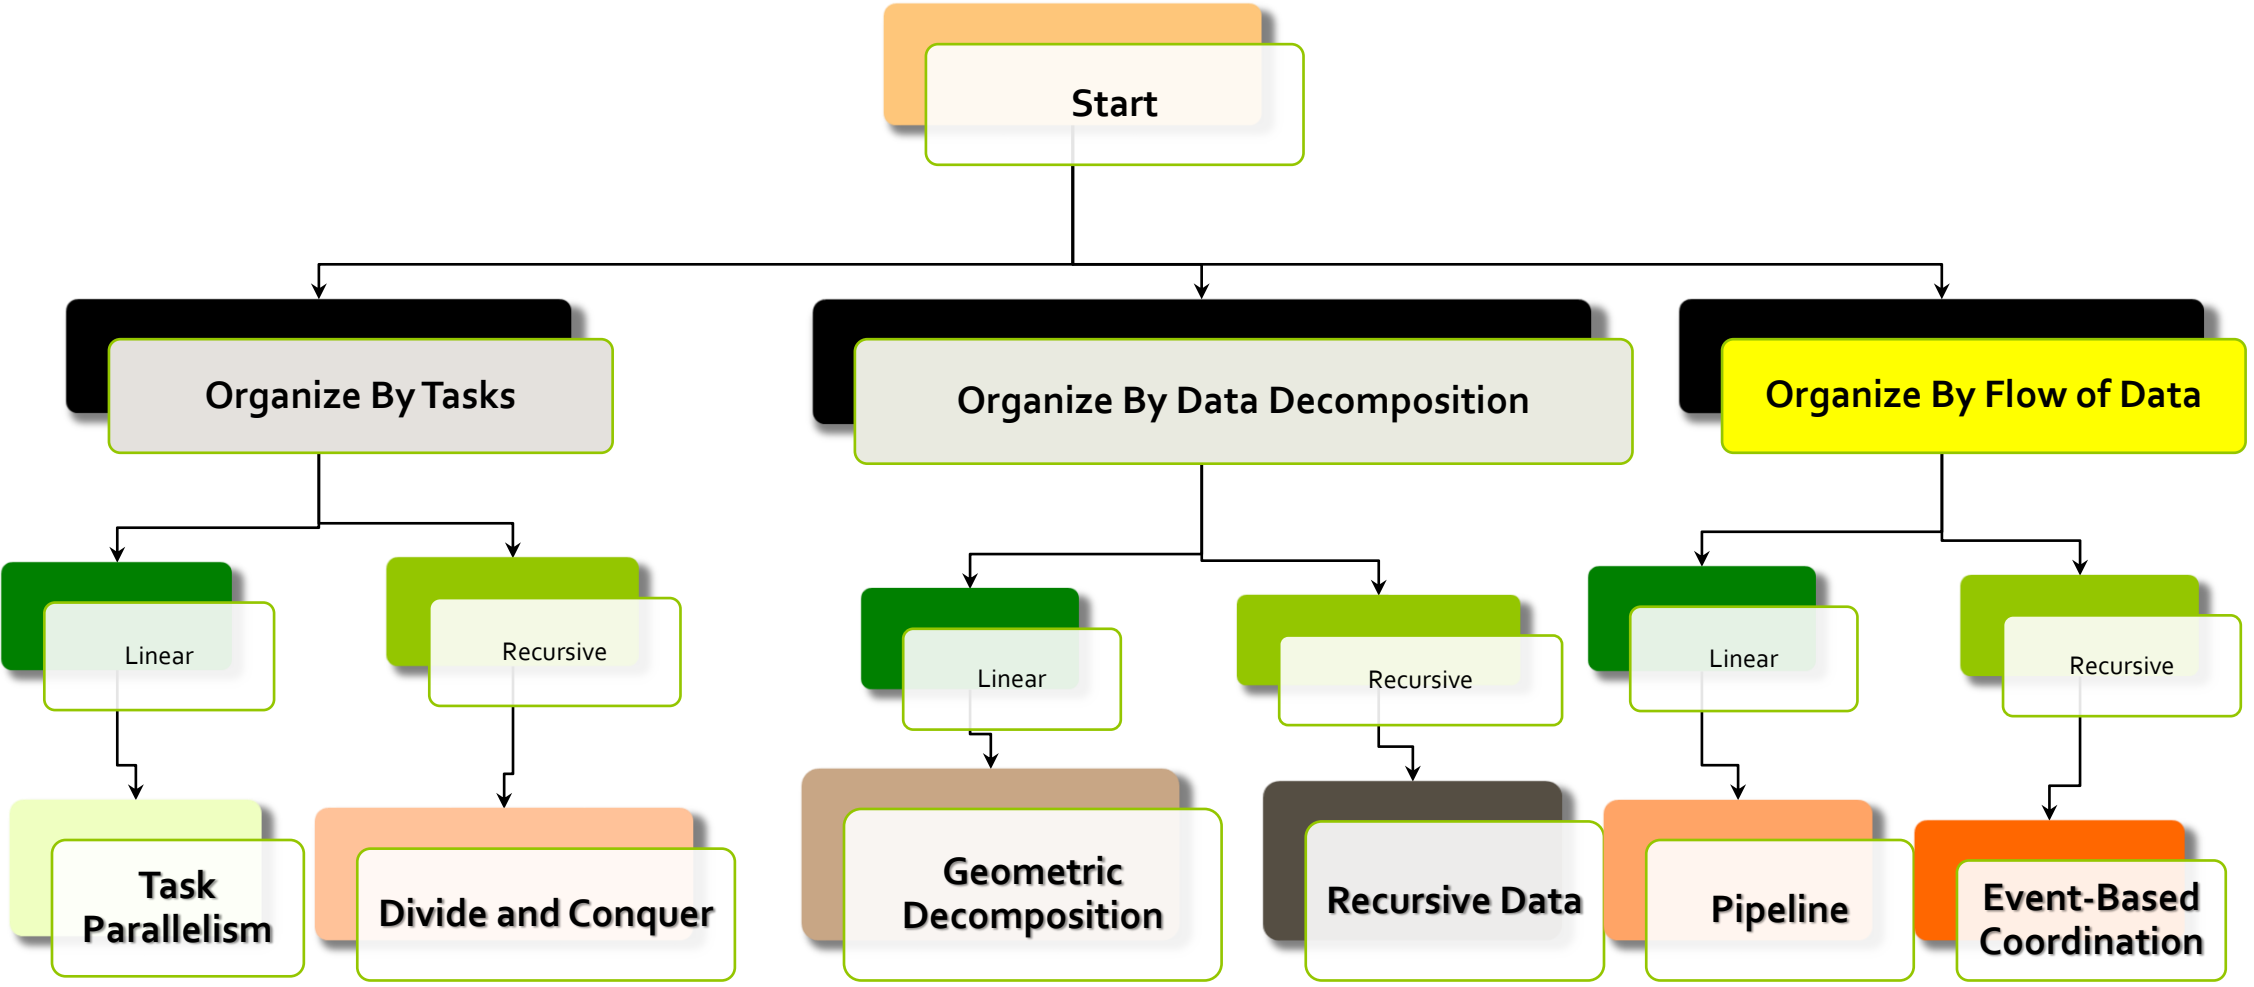 Start
Organize By Tasks
Organize By Data Decomposition
Organize By Flow of Data
Linear
Recursive
Linear
Recursive
Linear
Recursive
Task
Parallelism
Divide and Conquer
Geometric
Decomposition
Recursive Data
Pipeline
Event-Based
Coordination